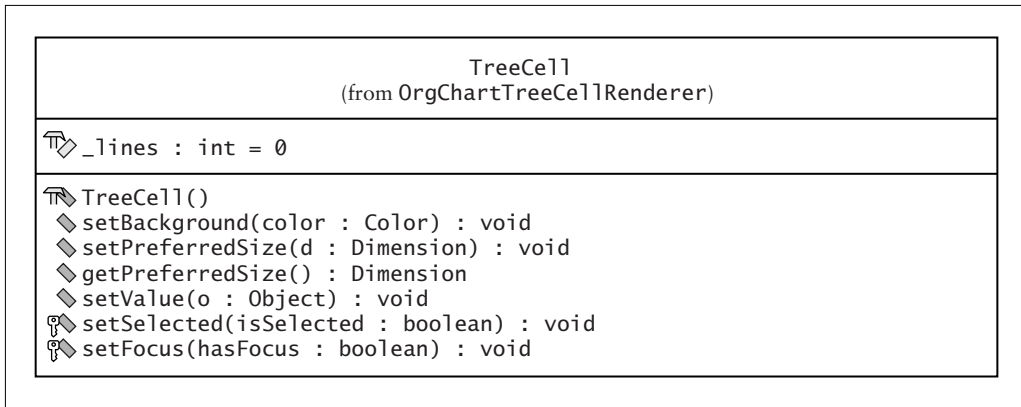 TreeCell
(from OrgChartTreeCellRenderer)
_lines : int = 0
TreeCell()
setBackground(color : Color) : void
setPreferredSize(d : Dimension) : void
getPreferredSize() : Dimension
setValue(o : Object) : void
setSelected(isSelected : boolean) : void
setFocus(hasFocus : boolean) : void